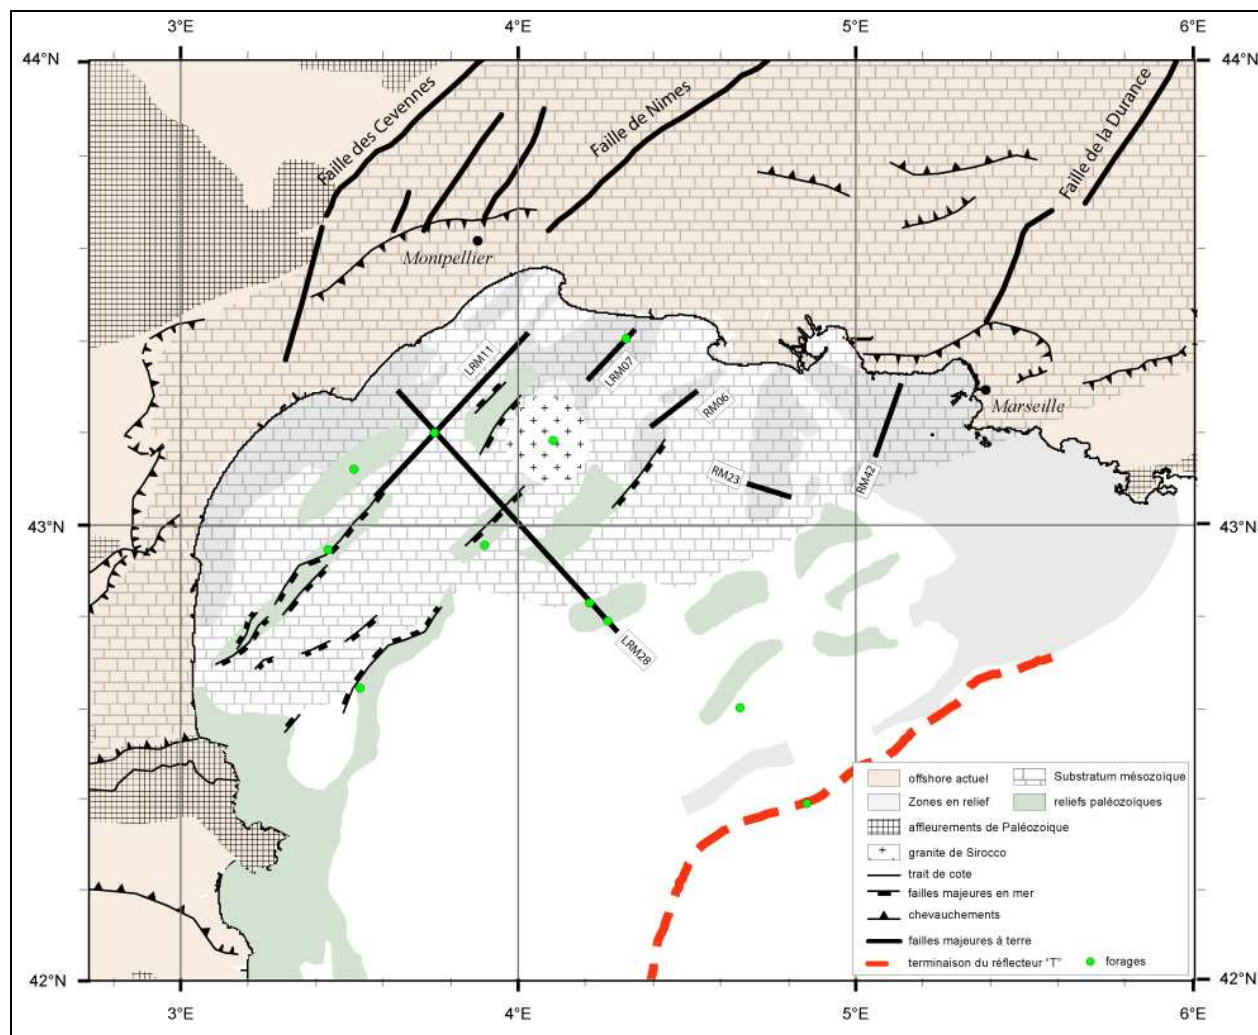 3°E 4°E 5°E 6°E
44°N 44°N
Faille des Cevennes
Faille de Nimes
Faille de la Durance
Montpellier
LRM11
LRM07
RM06
Marseille
RM23
RM42
43°N 43°N
LRM28
offshore actuel
Substratum mésozoïque
Zones en relief
reliefs paléozoïques
affleurements de Paléozoique
granite de Sirocco
trait de cote
failles majeures en mer
chevauchements
failles majeures à terre
terminaison du réflecteur "T"
forages
42°N 42°N
3°E 4°E 5°E 6°E